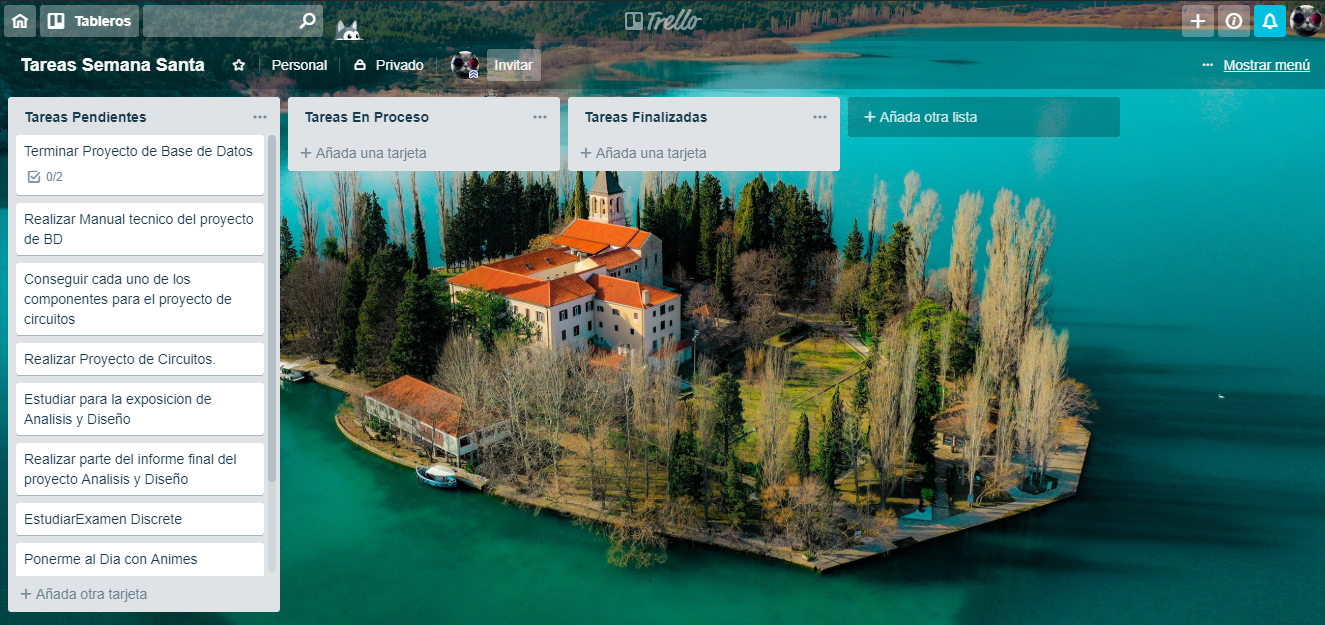 Tableros
Trello
Tareas Semana Santa
Personal
Privado
Invitar
··· Mostrar menú
Tareas Pendientes
Terminar Proyecto de Base de Datos
0/2
Realizar Manual tecnico del proyecto
de BD
Conseguir cada uno de los
componentes para el proyecto de
circuitos
Realizar Proyecto de Circuitos.
Estudiar para la exposicion de
Analisis y Diseño
Realizar parte del informe final del
proyecto Analisis y Diseño
EstudiarExamen Discrete
Ponerme al Dia con Animes
+ Añada otra tarjeta
Tareas En Proceso
+ Añada una tarjeta
Tareas Finalizadas
+ Añada una tarjeta
+ Añada otra lista